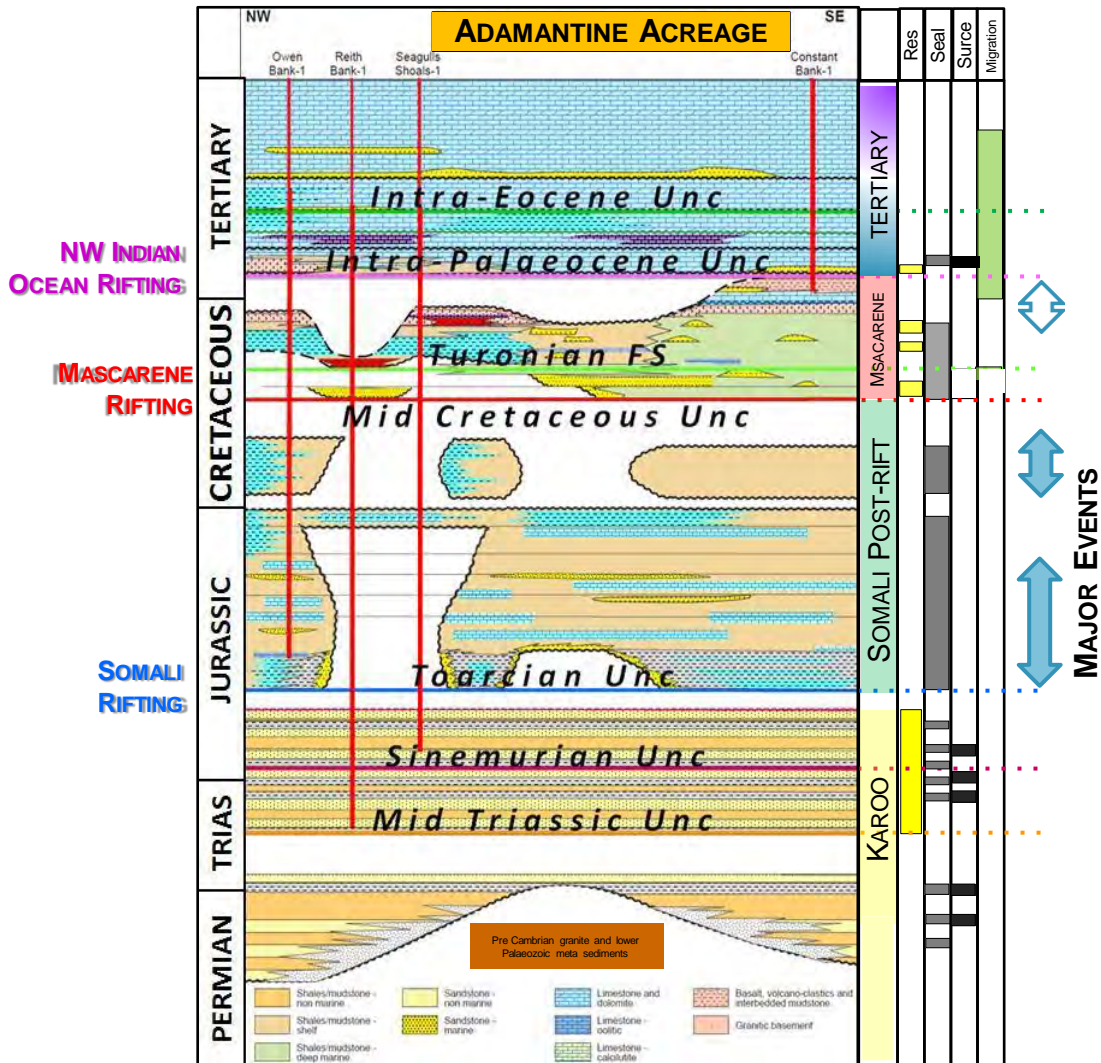 NW
ADAMANTINE ACREAGE
SE
Owen
Bank-1
Reith
Bank-1
Seagulls
Shoals-1
Constant
Bank-1
Res
Seal
Surce
Migration
TERTIARY
CRETACEOUS
JURASSIC
TRIAS
PERMIAN
NW INDIAN
OCEAN RIFTING
MASCARENE
RIFTING
SOMALI
RIFTING
Intra-Eocene Unc
Intra-Palaeocene Unc
Turonian FS
Mid Cretaceous Unc
Toarcian Unc
Sinemurian Unc
Mid Triassic Unc
TERTIARY
MSACARENE
SOMALI POST-RIFT
KAROO
MAJOR EVENTS
Pre Cambrian granite and lower
Palaeozoic meta sediments
Shales/mudstone -
non marine
Shales/mudstone -
shelf
Shales/mudstone -
deep marine
Sandstone -
non marine
Sandstone -
marine
Limestone and
dolomite
Limestone -
oolitic
Limestone -
calcilutite
Basalt, volcano-clastics and
interbedded mudstone
Granitic basement